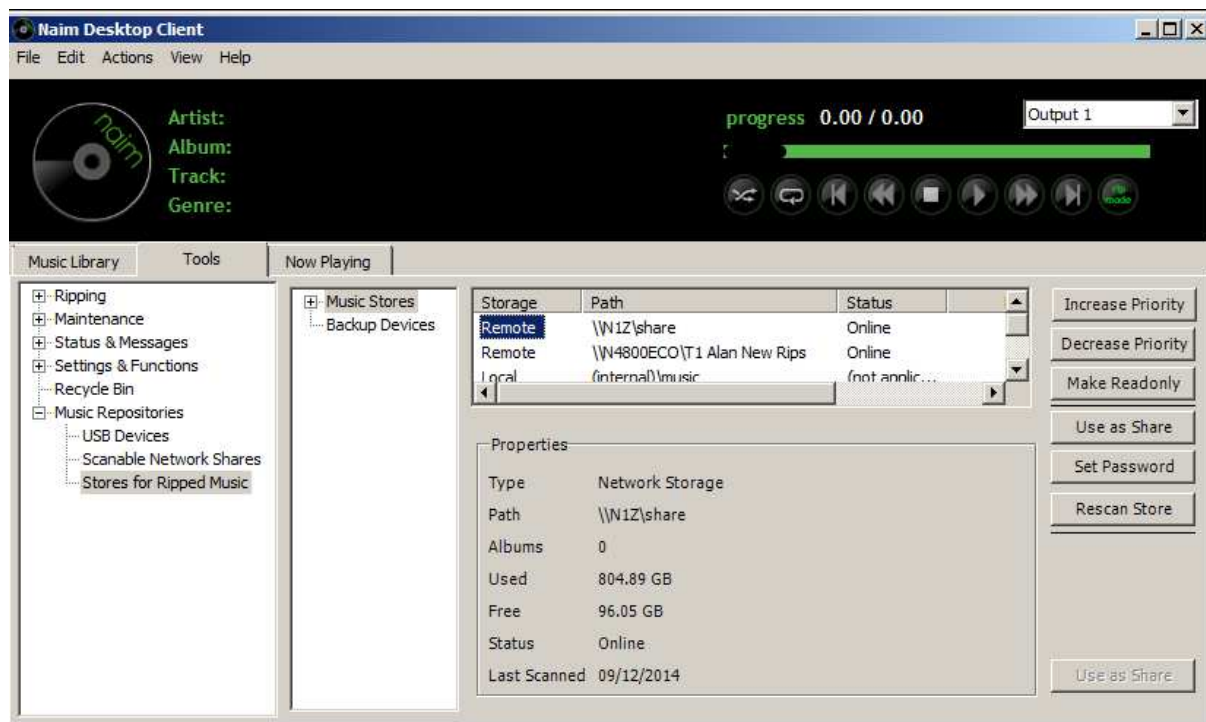 Naim Desktop Client
File Edit Actions View Help
naim
Artist:
Album:
Track:
Genre:
progress 0.00 / 0.00
Output 1
rip mode
Music Library Tools Now Playing
Ripping
Maintenance
Status & Messages
Settings & Functions
Recycle Bin
Music Repositories
USB Devices
Scanable Network Shares
Stores for Ripped Music
Music Stores
Backup Devices
Storage Path Status
Remote \\N1Z\share Online
Remote \\N4800ECO\T1 Alan New Rips Online
Local (internal)\music (not applic...
Properties
Type Network Storage
Path \\N1Z\share
Albums 0
Used 804.89 GB
Free 96.05 GB
Status Online
Last Scanned 09/12/2014
Increase Priority
Decrease Priority
Make Readonly
Use as Share
Set Password
Rescan Store
Use as Share